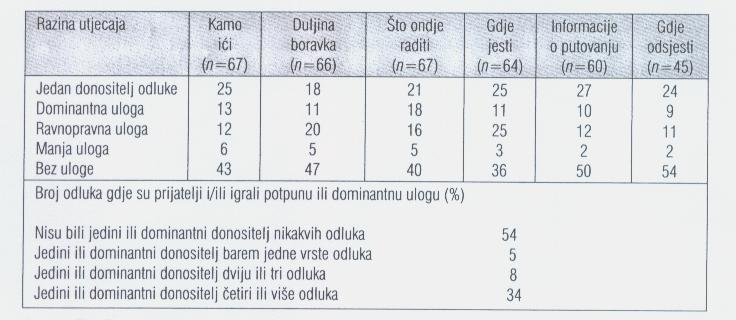 Razina utjecaja Kamo ići (n=67) Duljina boravka (n=66) Što ondje raditi (n=67) Gdje jesti (n=64) Informacije o putovanju (n=60) Gdje odsjesti (n=45)
Jedan donositelj odluke 25 18 21 25 27 24
Dominantna uloga 13 11 18 11 10 9
Ravnopravna uloga 12 20 16 25 12 11
Manja uloga 6 5 5 3 2 2
Bez uloge 43 47 40 36 50 54
Broj odluka gdje su prijatelji i/ili igrali potpunu ili dominantnu ulogu (%)
Nisu bili jedini ili dominantni donositelj nikakvih odluka 54
Jedini ili dominantni donositelj barem jedne vrste odluka 5
Jedini ili dominantni donositelj dviju ili tri odluka 8
Jedini ili dominantni donositelj četiri ili više odluka 34